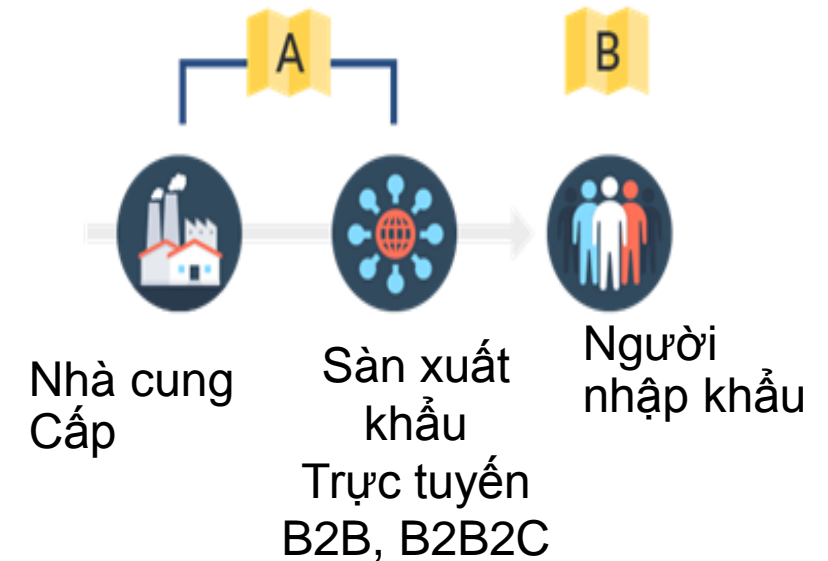 A
B
Nhà cung
Cấp
Sàn xuất
khẩu
Trực tuyến
B2B, B2B2C
Người
nhập khẩu